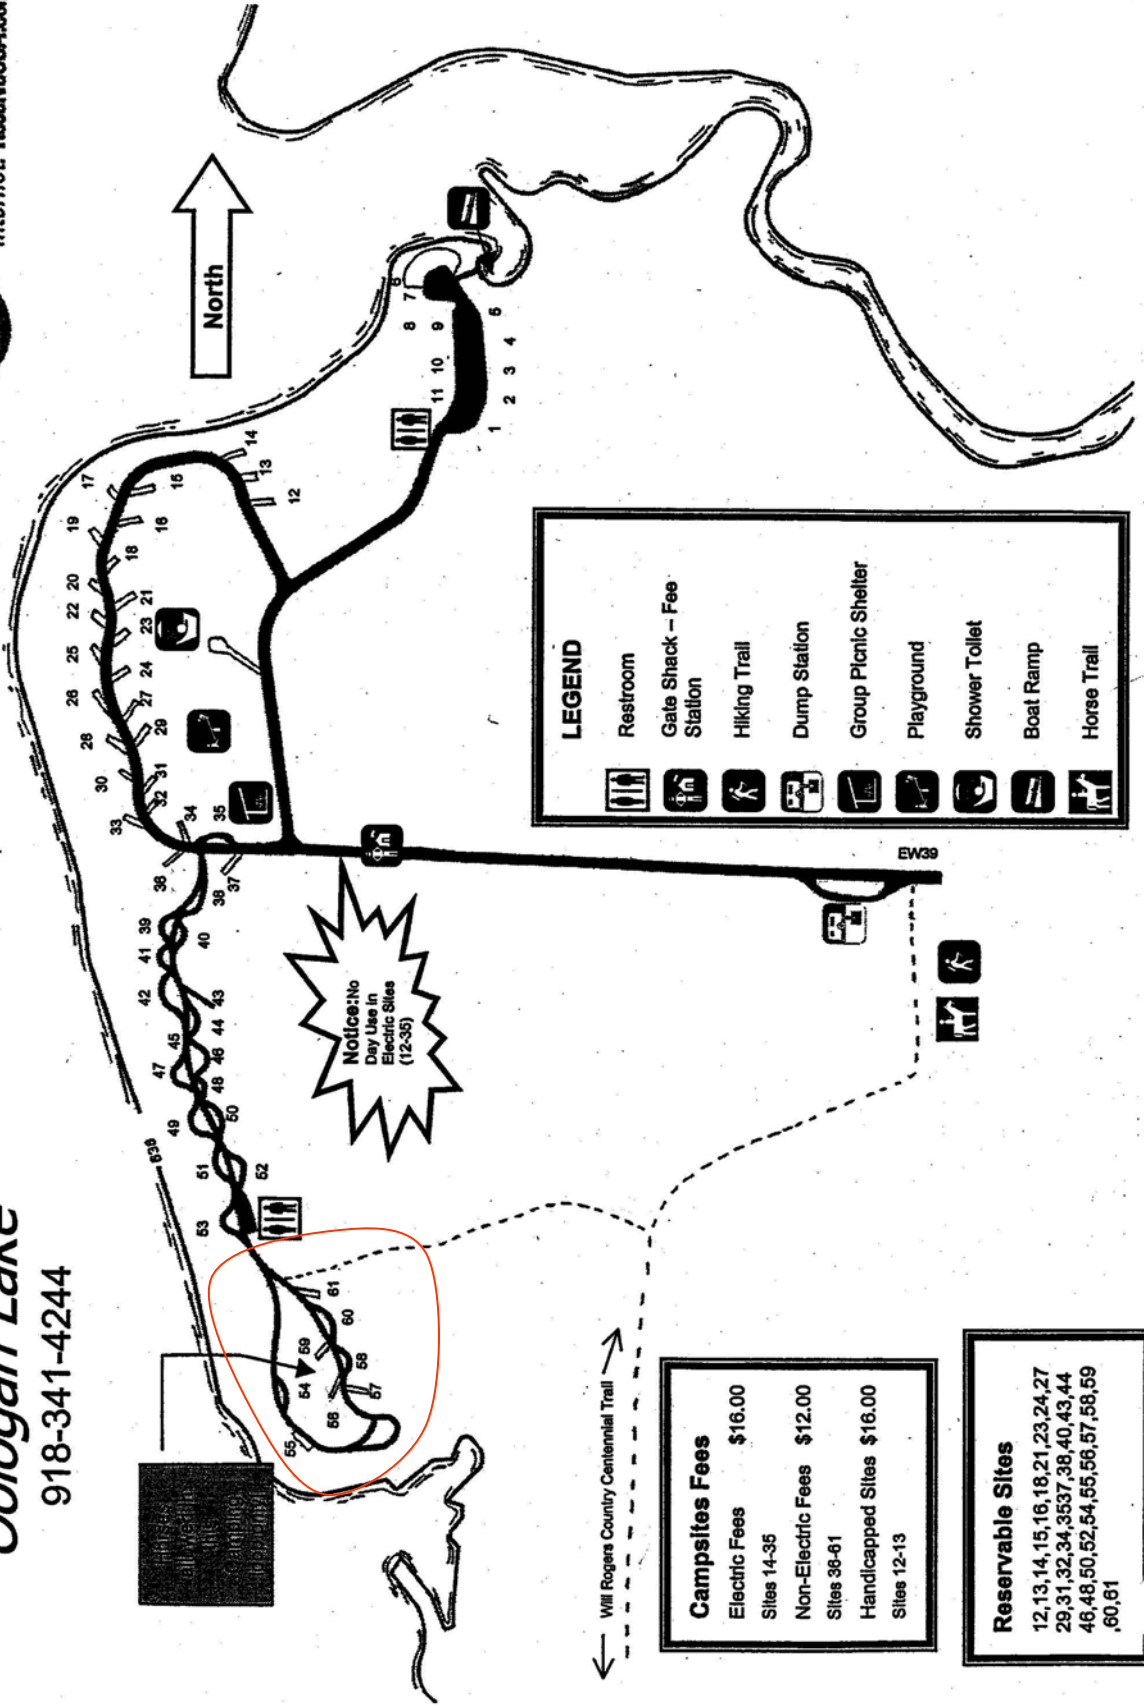 Oologah Lake
918-341-4244
North
636
Notice:No
Day Use in
Electric Sites
(12-35)
1
2
3
4
5
6
7
8
9
10
11
12
13
14
15
16
17
18
19
20
21
22
23
24
25
26
27
28
29
30
31
32
33
34
35
36
37
38
39
40
41
42
43
44
45
46
47
48
49
50
51
52
53
54
55
56
57
58
59
60
61
EW39
LEGEND
Restroom
Gate Shack – Fee
Station
Hiking Trail
Dump Station
Group Picnic Shelter
Playground
Shower Toilet
Boat Ramp
Horse Trail
Will Rogers Country Centennial Trail
Campsites Fees
Electric Fees $16.00
Sites 14-35
Non-Electric Fees $12.00
Sites 36-61
Handicapped Sites $16.00
Sites 12-13
Reservable Sites
12,13,14,15,16,18,21,23,24,27
29,31,32,34,3537,38,40,43,44
46,48,50,52,54,55,56,57,58,59
,60,61